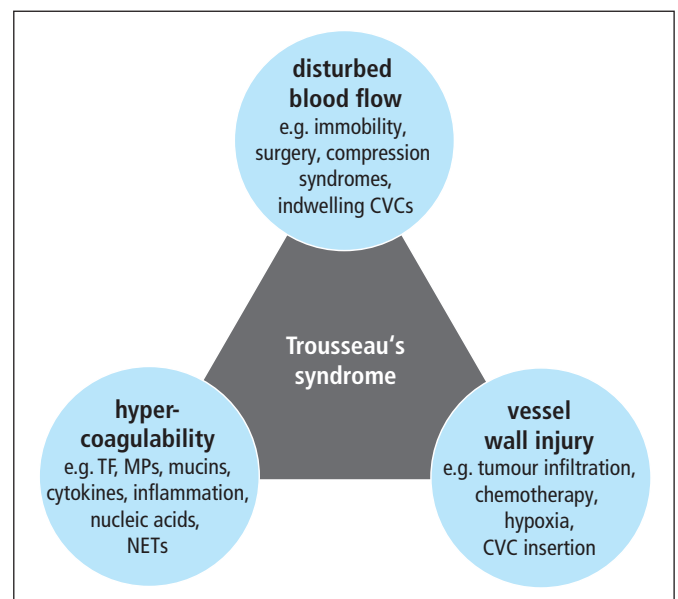 disturbed
blood flow
e.g. immobility,
surgery, compression
syndromes,
indwelling CVCs
Trousseau‘s
syndrome
hyper-
coagulability
e.g. TF, MPs, mucins,
cytokines, inflammation,
nucleic acids,
NETs
vessel
wall injury
e.g. tumour infiltration,
chemotherapy,
hypoxia,
CVC insertion